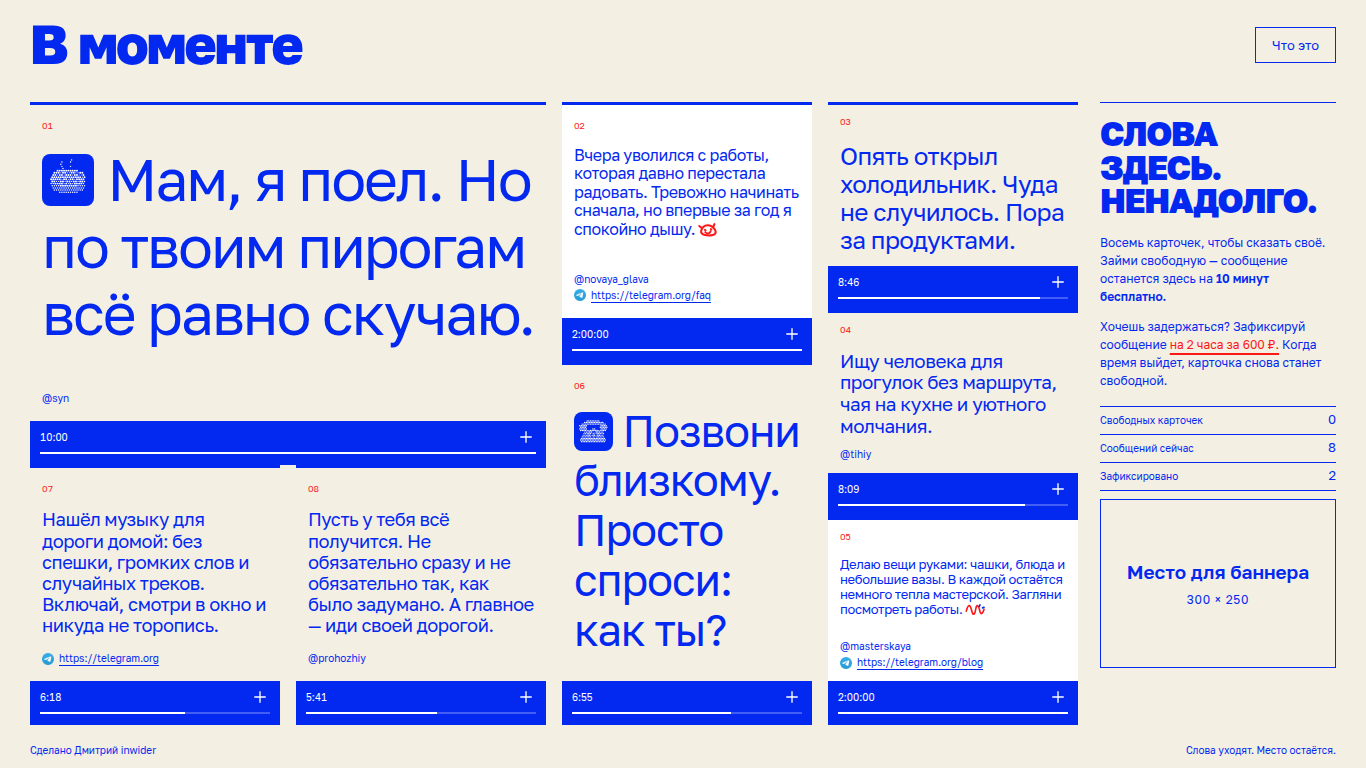 В моменте
Что это
01
Мам, я поел. Но
по твоим пирогам
всё равно скучаю.
@syn
10:00
02
Вчера уволился с работы,
которая давно перестала
радовать. Тревожно начинать
сначала, но впервые за год я
спокойно дышу.
@novaya_glava
https://telegram.org/faq
2:00:00
03
Опять открыл
холодильник. Чуда
не случилось. Пора
за продуктами.
8:46
04
Ищу человека для
прогулок без маршрута,
чая на кухне и уютного
молчания.
@tihiy
8:09
05
Делаю вещи руками: чашки, блюда и
небольшие вазы. В каждой остаётся
немного тепла мастерской. Загляни
посмотреть работы.
@masterskaya
https://telegram.org/blog
2:00:00
06
Позвони
близкому.
Просто
спроси:
как ты?
6:55
07
Нашёл музыку для
дороги домой: без
спешки, громких слов и
случайных треков.
Включай, смотри в окно и
никуда не торопись.
https://telegram.org
6:18
08
Пусть у тебя всё
получится. Не
обязательно сразу и не
обязательно так, как
было задумано. А главное
— иди своей дорогой.
@prohozhiy
5:41
СЛОВА
ЗДЕСЬ.
НЕНАДОЛГО.
Восемь карточек, чтобы сказать своё.
Займи свободную — сообщение
останется здесь на 10 минут
бесплатно.
Хочешь задержаться? Зафиксируй
сообщение на 2 часа за 600 ₽. Когда
время выйдет, карточка снова станет
свободной.
Свободных карточек 0
Сообщений сейчас 8
Зафиксировано 2
Место для баннера
300 × 250
Сделано Дмитрий inwider
Слова уходят. Место остаётся.